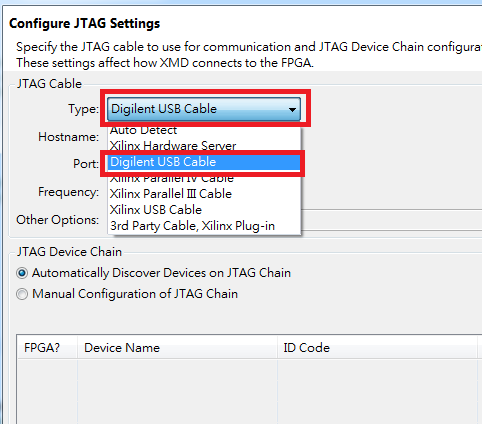 Configure JTAG Settings
Specify the JTAG cable to use for communication and JTAG Device Chain configura
These settings affect how XMD connects to the FPGA.
JTAG Cable
Type: Digilent USB Cable
Auto Detect
Hostname:
Xilinx Hardware Server
Port: Digilent USB Cable
Xilinx Parallel IV Cable
Frequency: Xilinx Parallel III Cable
Xilinx USB Cable
Other Options: 3rd Party Cable, Xilinx Plug-in
JTAG Device Chain
Automatically Discover Devices on JTAG Chain
Manual Configuration of JTAG Chain
FPGA? Device Name ID Code